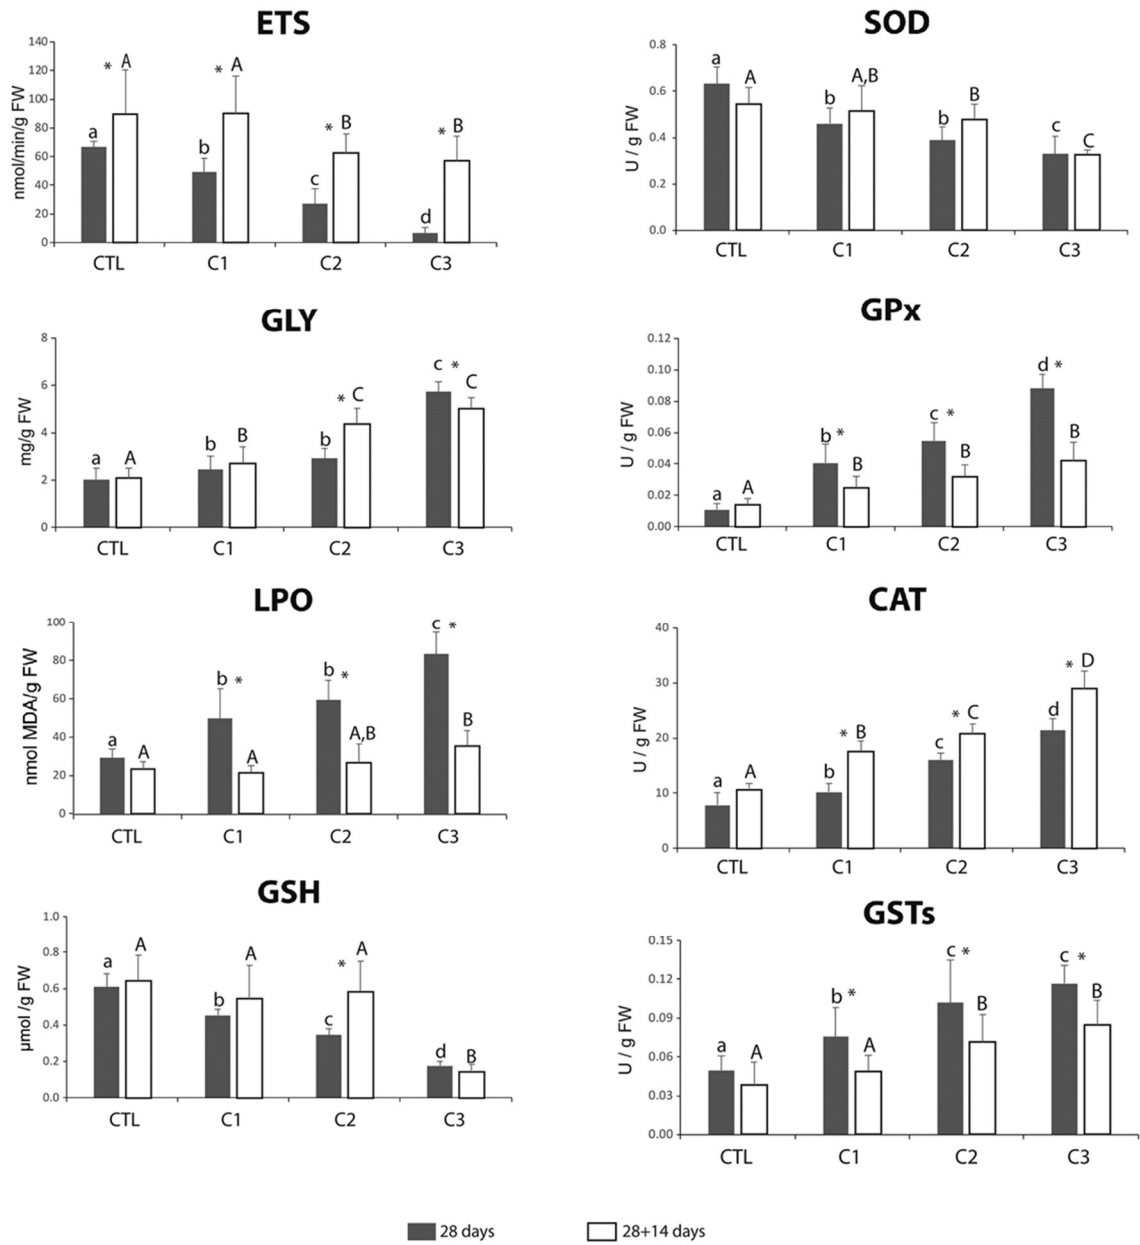 ETS
nmol/min/g FW
140
120
100
80
60
40
20
0
a
* A
b
* A
c
* B
d
* B
CTL C1 C2 C3
SOD
U / g FW
0.8
0.6
0.4
0.2
0.0
a
A
b
A,B
b
B
c
C
CTL C1 C2 C3
GLY
mg/g FW
8
6
4
2
0
a
A
b
B
b
* C
c *
C
CTL C1 C2 C3
GPx
U / g FW
0.12
0.10
0.08
0.06
0.04
0.02
0.00
a
A
b *
B
c *
B
d *
B
CTL C1 C2 C3
LPO
nmol MDA/g FW
100
80
60
40
20
0
a
A
b *
A
b *
A,B
c *
B
CTL C1 C2 C3
CAT
U / g FW
40
30
20
10
0
a
A
b
* B
c
* C
d
* D
CTL C1 C2 C3
GSH
µmol /g FW
1.0
0.8
0.6
0.4
0.2
0.0
a
A
b
A
c
* A
d
B
CTL C1 C2 C3
GSTs
U / g FW
0.15
0.12
0.09
0.06
0.03
0.00
a
A
b *
A
c *
B
c *
B
CTL C1 C2 C3
28 days 28+14 days